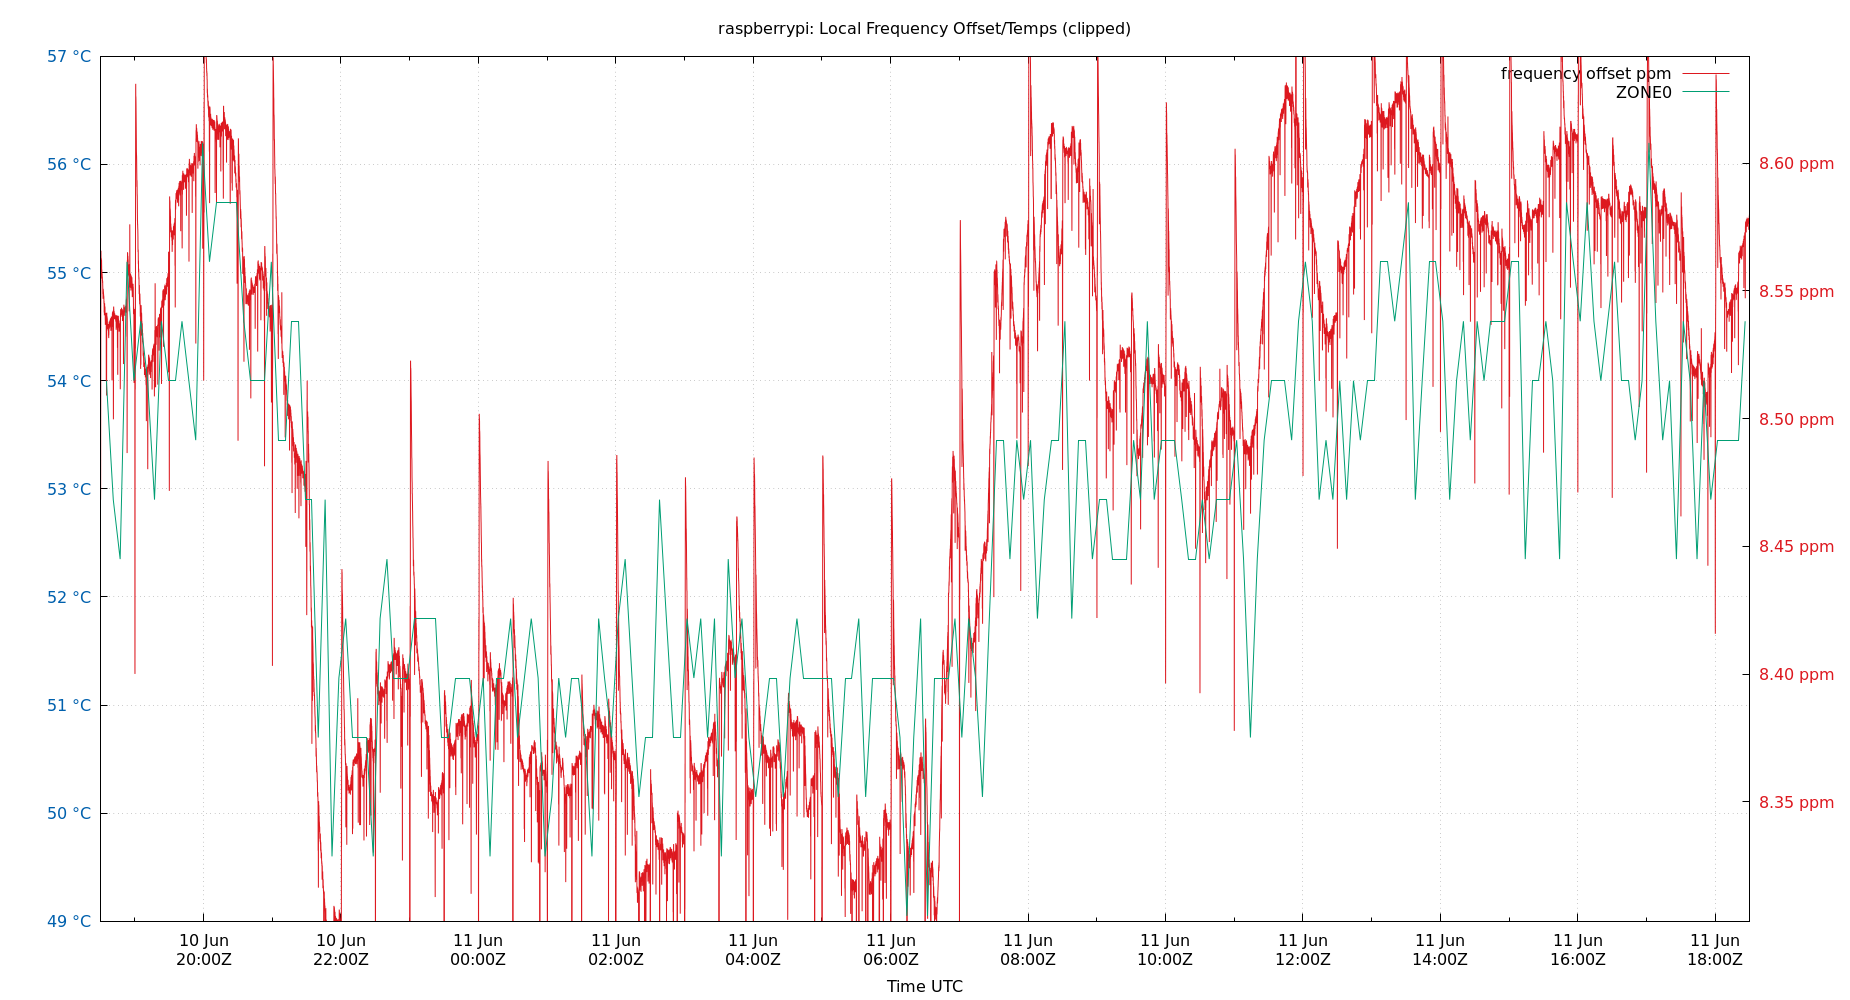 raspberrypi: Local Frequency Offset/Temps (clipped)
57 °C
56 °C
55 °C
54 °C
53 °C
52 °C
51 °C
50 °C
49 °C
frequency offset ppm
ZONE0
8.60 ppm
8.55 ppm
8.50 ppm
8.45 ppm
8.40 ppm
8.35 ppm
10 Jun
20:00Z
10 Jun
22:00Z
11 Jun
00:00Z
11 Jun
02:00Z
11 Jun
04:00Z
11 Jun
06:00Z
11 Jun
08:00Z
11 Jun
10:00Z
11 Jun
12:00Z
11 Jun
14:00Z
11 Jun
16:00Z
11 Jun
18:00Z
Time UTC